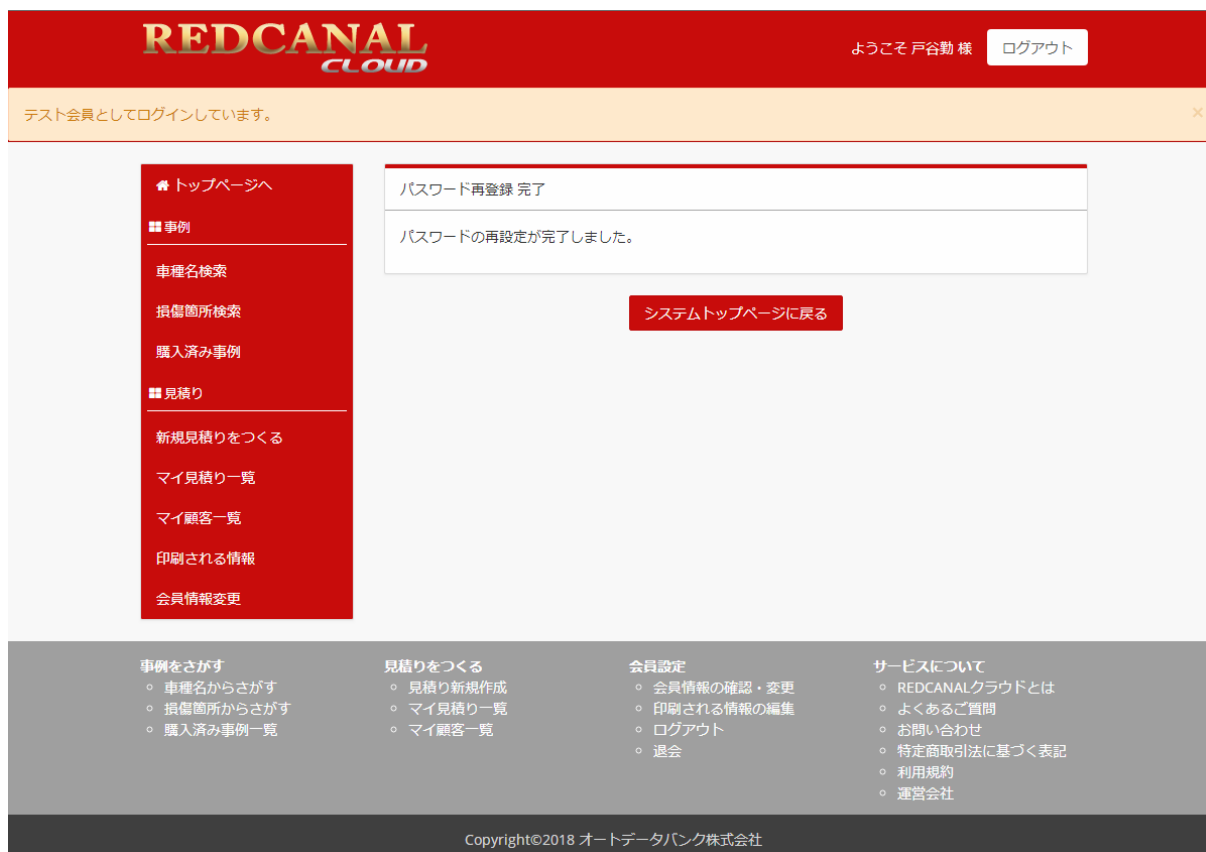 REDCANAL
CLOUD
ようこそ 戸谷勤 様
ログアウト
テスト会員としてログインしています。
×
トップページへ
事例
車種名検索
損傷箇所検索
購入済み事例
見積り
新規見積りをつくる
マイ見積り一覧
マイ顧客一覧
印刷される情報
会員情報変更
パスワード再登録 完了
パスワードの再設定が完了しました。
システムトップページに戻る
事例をさがす
車種名からさがす
損傷箇所からさがす
購入済み事例一覧
見積りをつくる
見積り新規作成
マイ見積り一覧
マイ顧客一覧
会員設定
会員情報の確認・変更
印刷される情報の編集
ログアウト
退会
サービスについて
REDCANALクラウドとは
よくあるご質問
お問い合わせ
特定商取引法に基づく表記
利用規約
運営会社
Copyright©2018 オートデータバンク株式会社